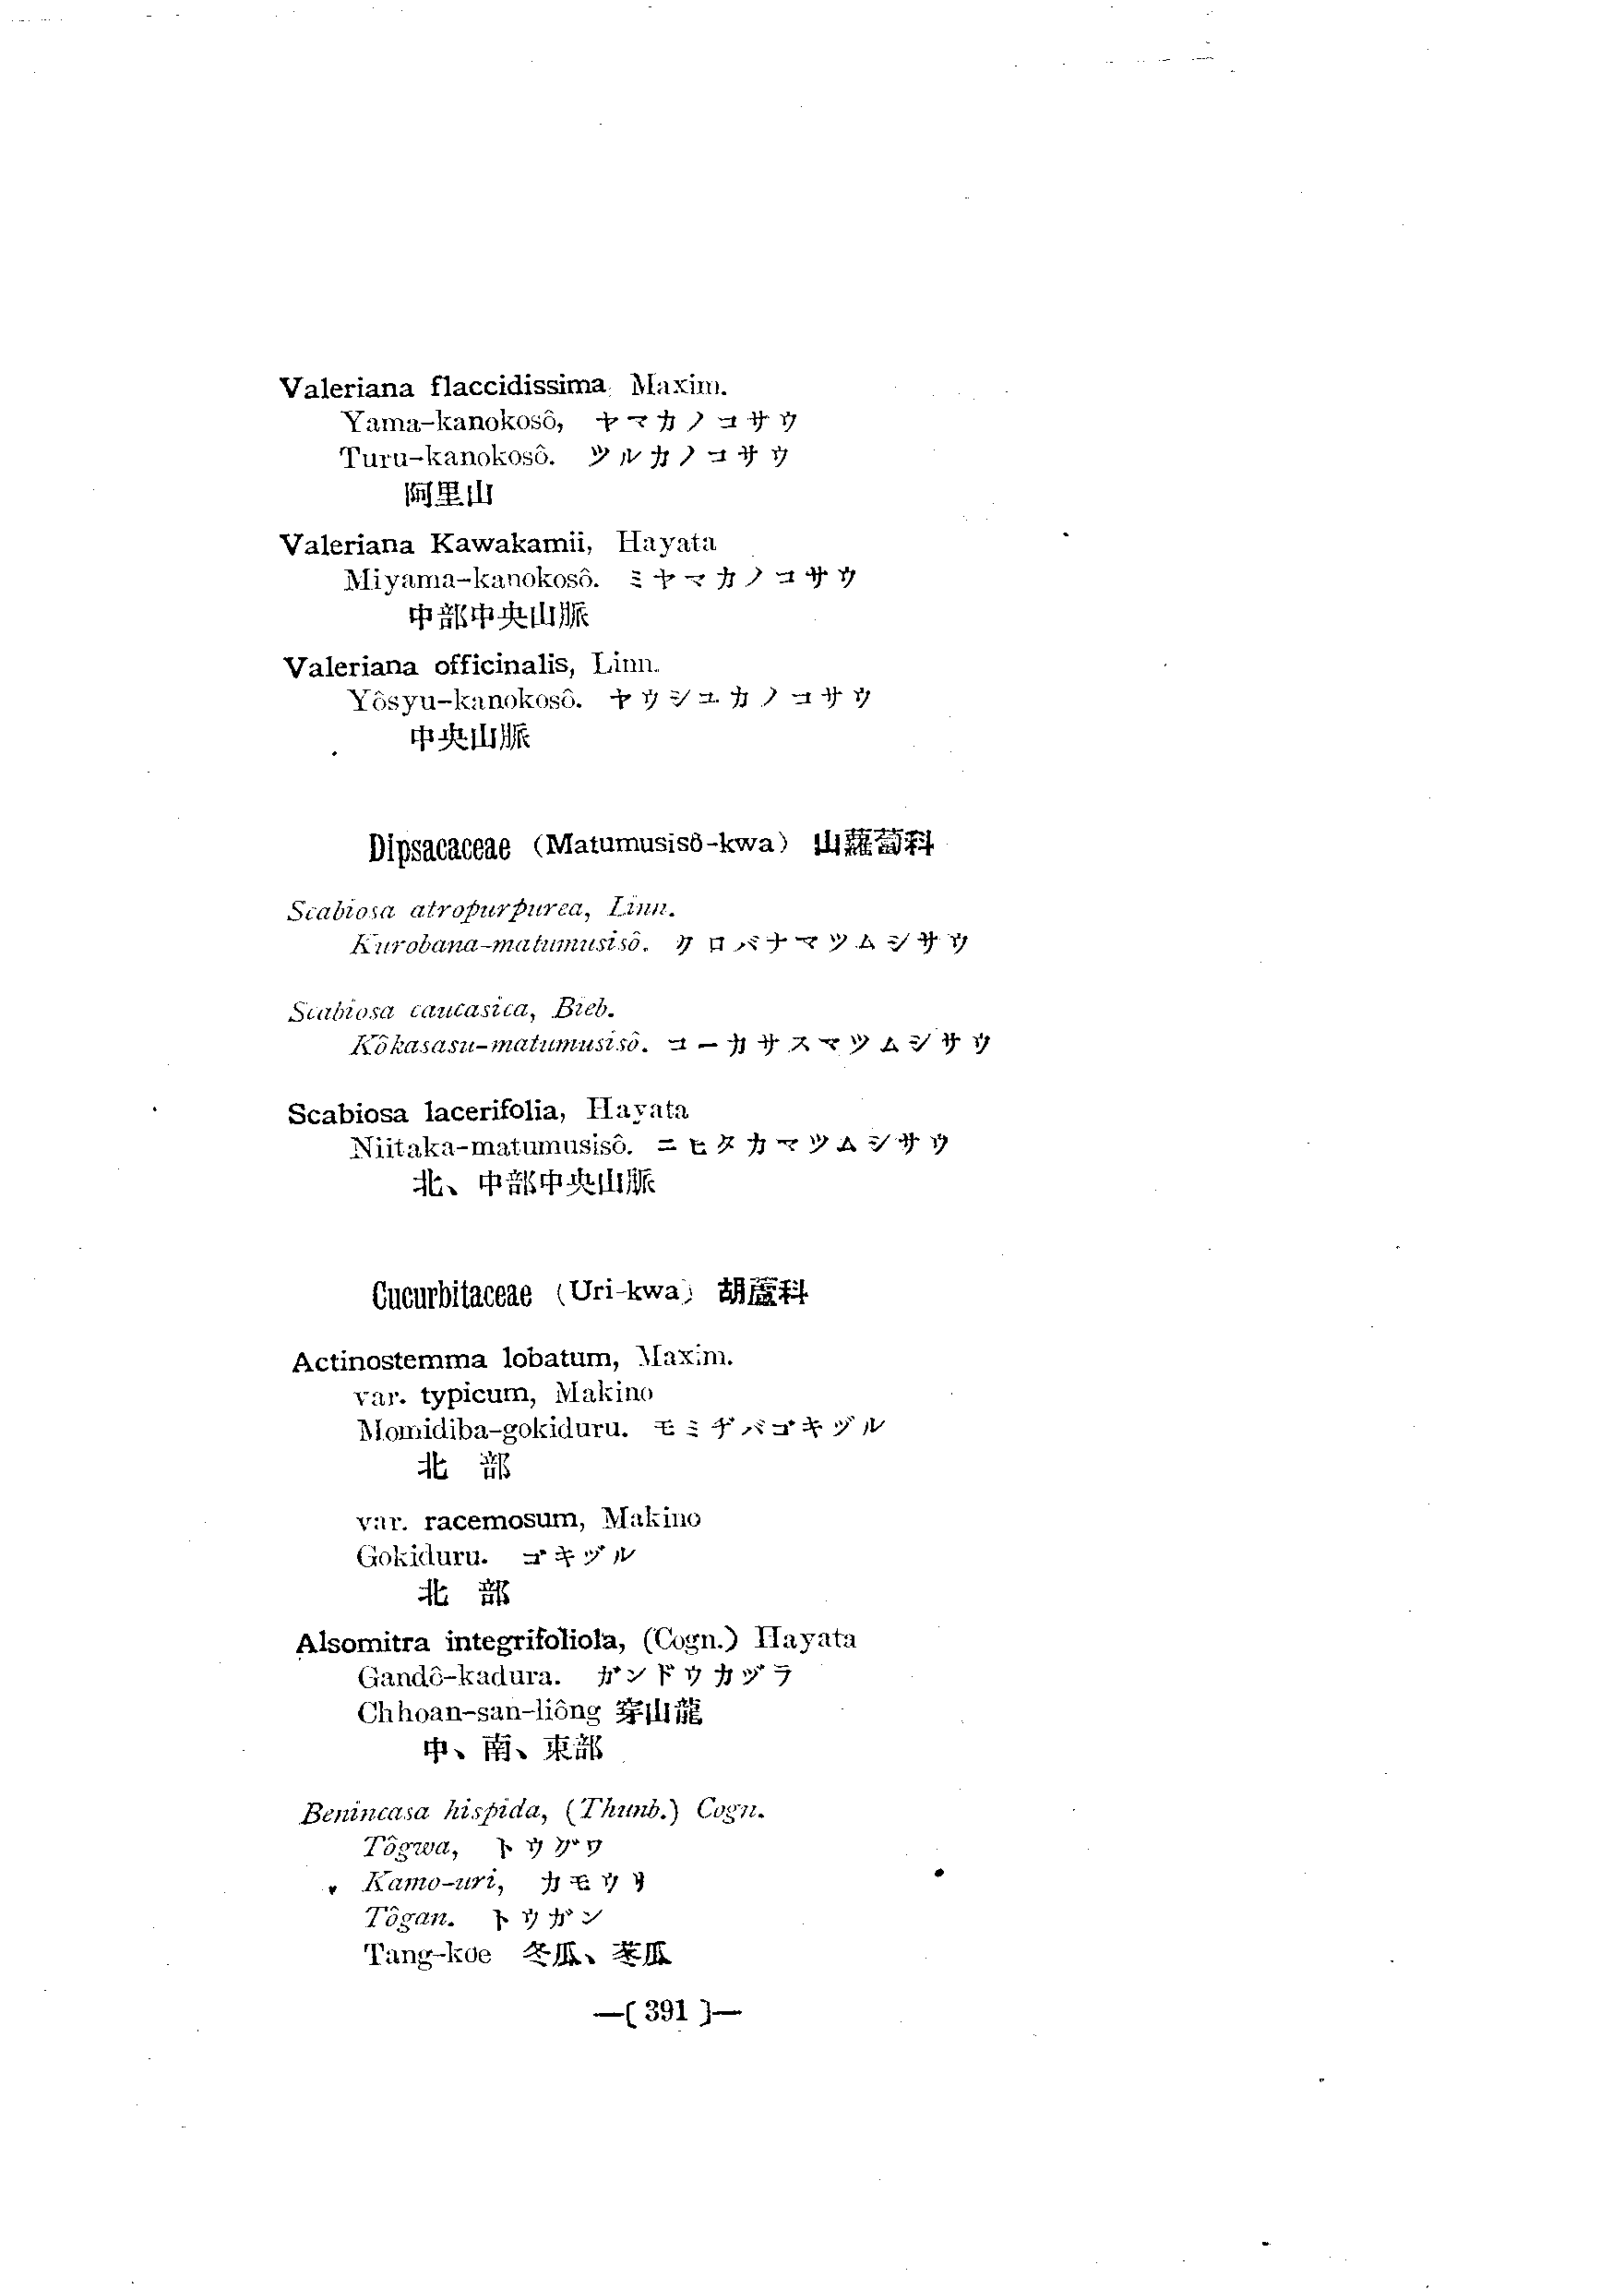 Valeriana flaccidissima, Maxim.
Yama-kanokosô, ヤマカノコサウ
Turu-kanokosô. ツルカノコサウ
阿里山
Valeriana Kawakamii, Hayata
Miyama-kanokosô. ミヤマカノコサウ
中部中央山脈
Valeriana officinalis, Linn.
Yôsyu-kanokosô. ヤウシユカノコサウ
中央山脈
Dipsacaceae (Matumusisô-kwa) 山蘿蔔科
Scabiosa atropurpurea, Linn.
Kurobana-matumusisô. クロバナマツムシサウ
Scabiosa caucasica, Bieb.
Kôkasasu-matumusisô. コーカサスマツムシサウ
Scabiosa lacerifolia, Hayata
Niitaka-matumusisô. ニヒタカマツムシサウ
北、中部中央山脈
Cucurbitaceae (Uri-kwa) 胡蘆科
Actinostemma lobatum, Maxim.
var. typicum, Makino
Momidiba-gokiduru. モミヂバゴキヅル
北 部
var. racemosum, Makino
Gokiduru. ゴキヅル
北 部
Alsomitra integrifoliola, (Cogn.) Hayata
Gandô-kadura. ガンドウカヅラ
Chhoan-san-liông 穿山龍
中、南、東部
Benincasa hispida, (Thunb.) Cogn.
Tôgwa, トウグワ
Kamo-uri, カモウリ
Tôgan. トウガン
Tang-koe 冬瓜、苳瓜
—( 391 )—